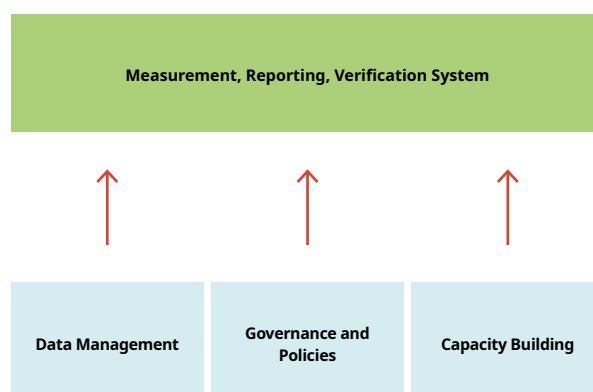 Measurement, Reporting, Verification System
Data Management
Governance and
Policies
Capacity Building